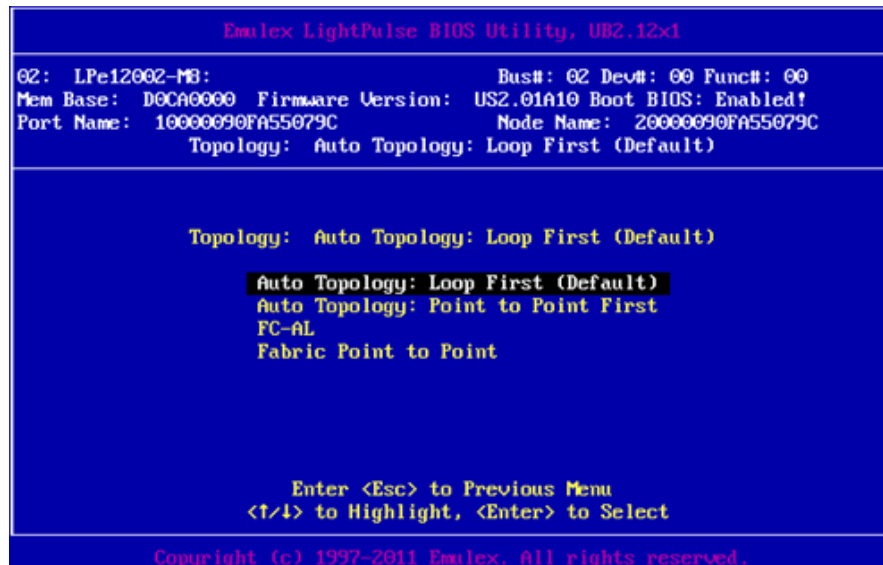 Emulex LightPulse BIOS Utility, UB2.12x1
02: LPe12002-M8: Bus#: 02 Dev#: 00 Func#: 00
Mem Base: D0CA0000 Firmware Version: US2.01A10 Boot BIOS: Enabled!
Port Name: 10000090FA55079C Node Name: 20000090FA55079C
Topology: Auto Topology: Loop First (Default)
Topology: Auto Topology: Loop First (Default)
Auto Topology: Loop First (Default)
Auto Topology: Point to Point First
FC-AL
Fabric Point to Point
Enter <Esc> to Previous Menu
<↑/↓> to Highlight, <Enter> to Select
Copyright (c) 1997-2011 Emulex. All rights reserved.